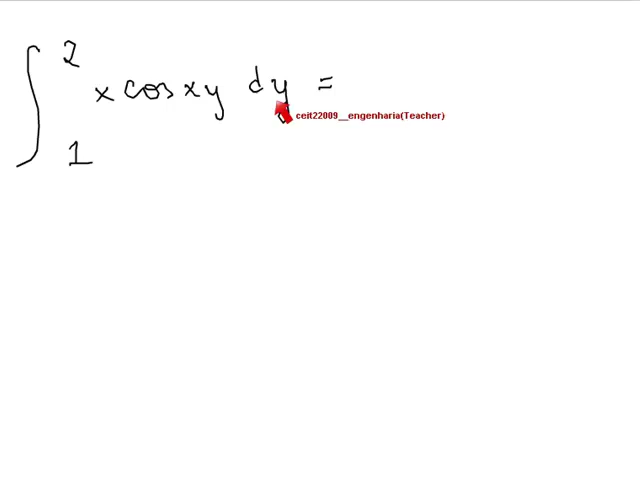 ∫₁² x cos xy dy =
ceit22009__engenharia(Teacher)